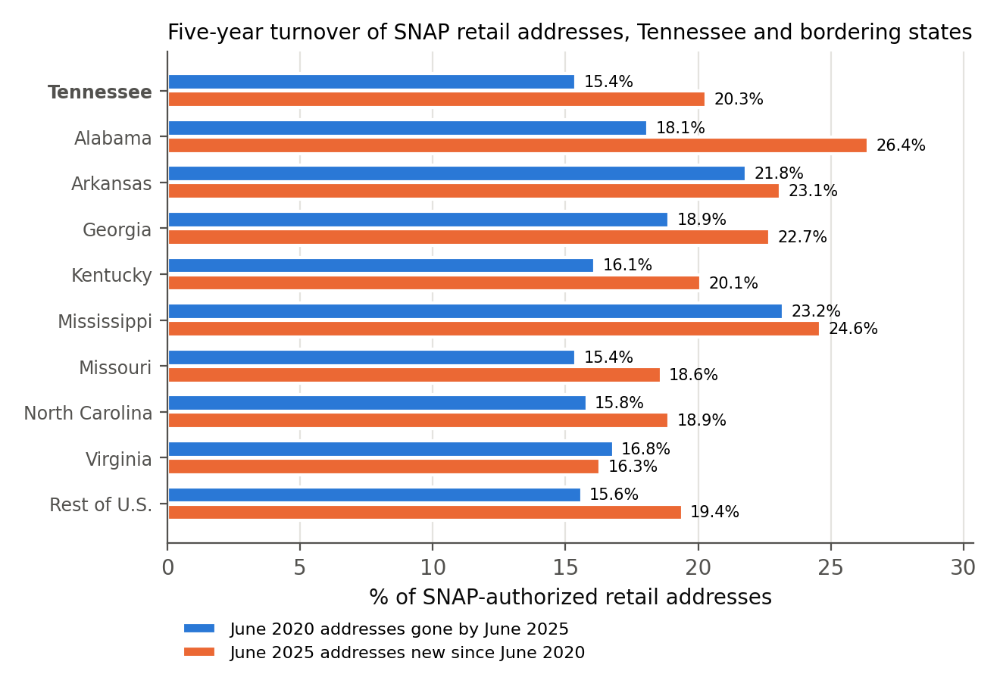 Five-year turnover of SNAP retail addresses, Tennessee and bordering states
Tennessee
15.4%
20.3%
Alabama
18.1%
26.4%
Arkansas
21.8%
23.1%
Georgia
18.9%
22.7%
Kentucky
16.1%
20.1%
Mississippi
23.2%
24.6%
Missouri
15.4%
18.6%
North Carolina
15.8%
18.9%
Virginia
16.8%
16.3%
Rest of U.S.
15.6%
19.4%
0 5 10 15 20 25 30
% of SNAP-authorized retail addresses
June 2020 addresses gone by June 2025
June 2025 addresses new since June 2020